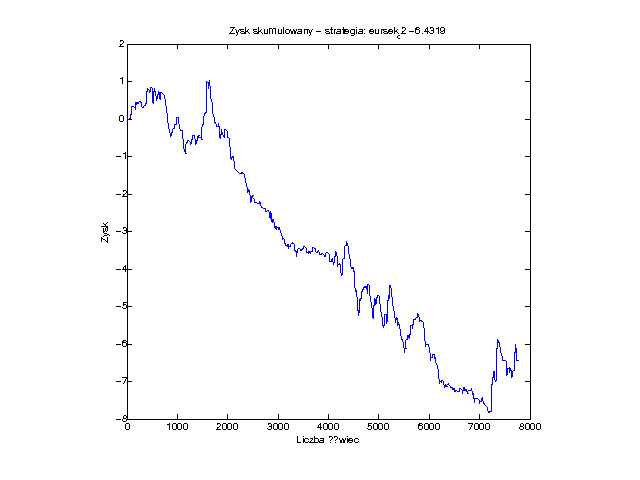 Zysk skumulowany – strategia: eursek_c2 −6.4319
2
1
0
−1
−2
−3
−4
−5
−6
−7
−8
Zysk
0 1000 2000 3000 4000 5000 6000 7000 8000
Liczba ??wiec